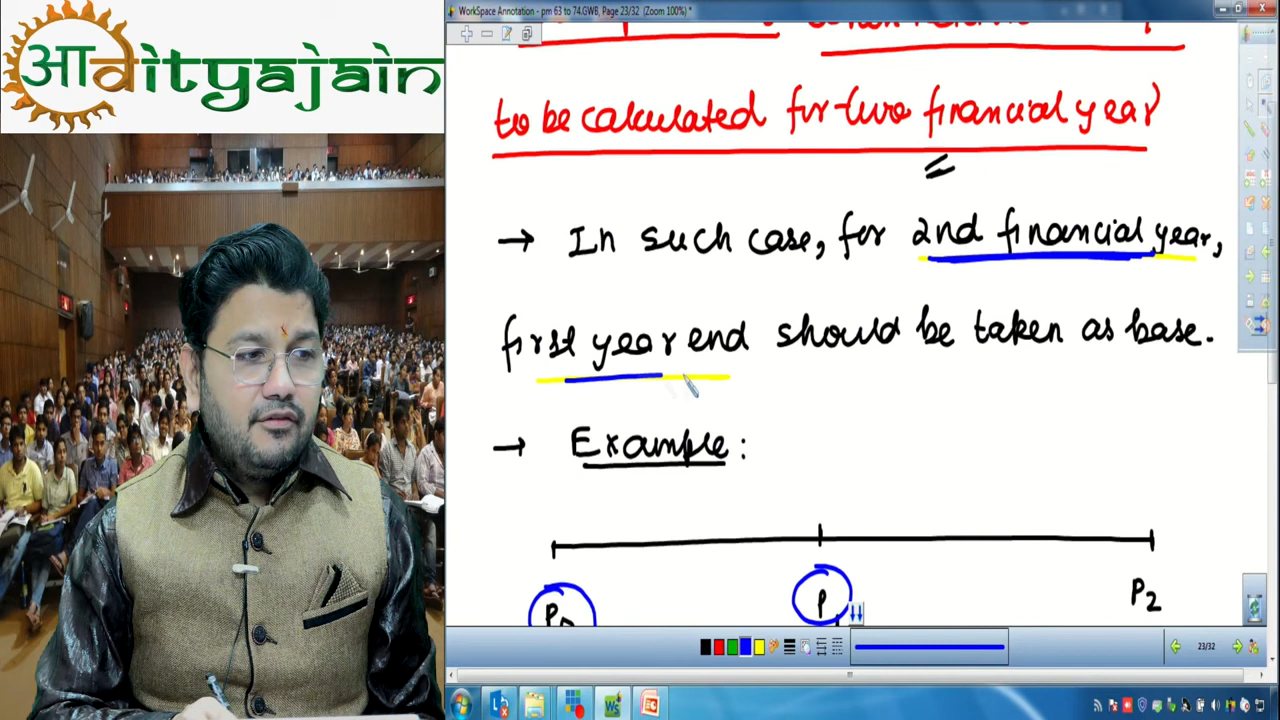 आdityajain
WorkSpace Annotation - pm 63 to 74.GWB, Page 23/32 (Zoom 100%) *
to be calculated for two financial year)
→ In such case, for 2nd financial year,
first year end should be taken as base.
→ Example :
P0 P1 P2
23/32